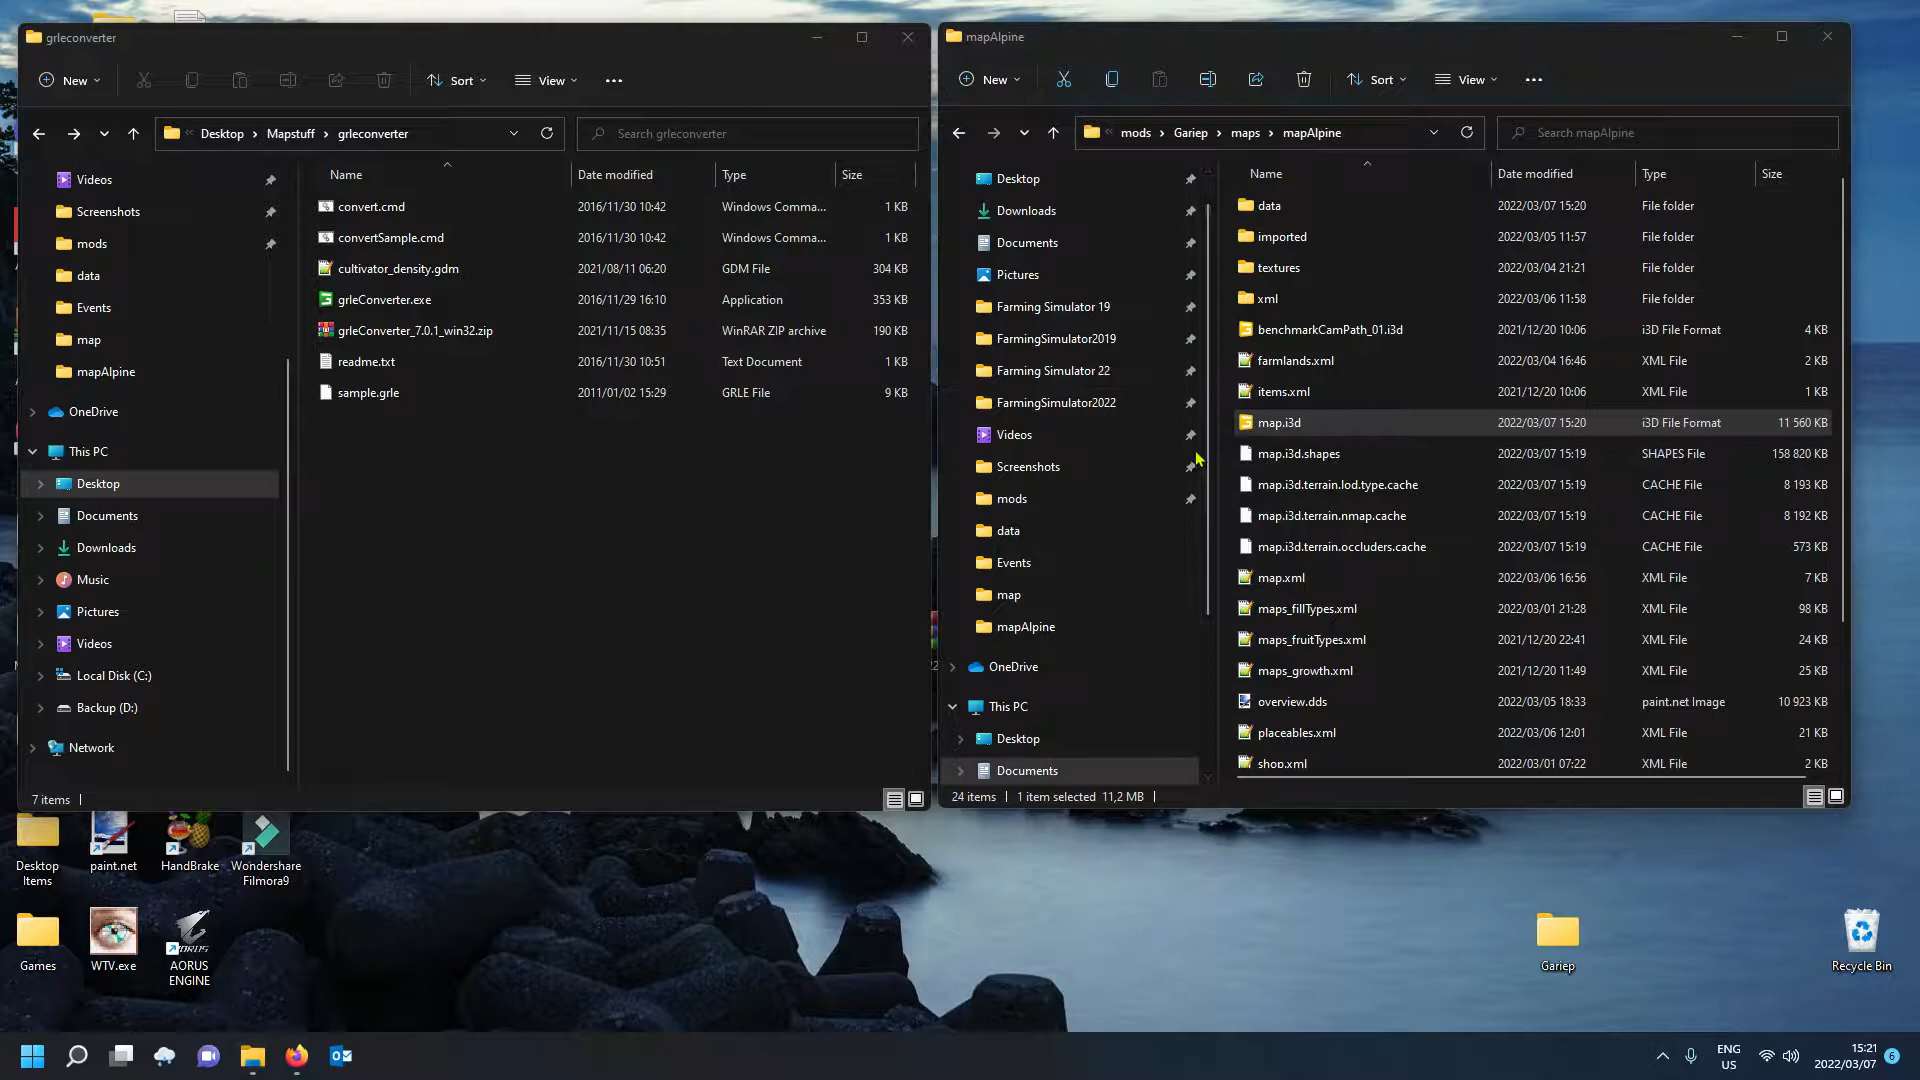 grleconverter
New
Sort
View
Desktop > Mapstuff > grleconverter
Search grleconverter
Name Date modified Type Size
Videos
Screenshots
mods
data
Events
map
mapAlpine
OneDrive
This PC
Desktop
Documents
Downloads
Music
Pictures
Videos
Local Disk (C:)
Backup (D:)
Network
convert.cmd 2016/11/30 10:42 Windows Comma... 1 KB
convertSample.cmd 2016/11/30 10:42 Windows Comma... 1 KB
cultivator_density.gdm 2021/08/11 06:20 GDM File 304 KB
grleConverter.exe 2016/11/29 16:10 Application 353 KB
grleConverter_7.0.1_win32.zip 2021/11/15 08:35 WinRAR ZIP archive 190 KB
readme.txt 2016/11/30 10:51 Text Document 1 KB
sample.grle 2011/01/02 15:29 GRLE File 9 KB
7 items
mapAlpine
New
Sort
View
mods > Gariep > maps > mapAlpine
Search mapAlpine
Name Date modified Type Size
Desktop
Downloads
Documents
Pictures
Farming Simulator 19
FarmingSimulator2019
Farming Simulator 22
FarmingSimulator2022
Videos
Screenshots
mods
data
Events
map
mapAlpine
OneDrive
This PC
Desktop
Documents
data 2022/03/07 15:20 File folder
imported 2022/03/05 11:57 File folder
textures 2022/03/04 21:21 File folder
xml 2022/03/06 11:58 File folder
benchmarkCamPath_01.i3d 2021/12/20 10:06 i3D File Format 4 KB
farmlands.xml 2022/03/04 16:46 XML File 2 KB
items.xml 2021/12/20 10:06 XML File 1 KB
map.i3d 2022/03/07 15:20 i3D File Format 11 560 KB
map.i3d.shapes 2022/03/07 15:19 SHAPES File 158 820 KB
map.i3d.terrain.lod.type.cache 2022/03/07 15:19 CACHE File 8 193 KB
map.i3d.terrain.nmap.cache 2022/03/07 15:19 CACHE File 8 192 KB
map.i3d.terrain.occluders.cache 2022/03/07 15:19 CACHE File 573 KB
map.xml 2022/03/06 16:56 XML File 7 KB
maps_fillTypes.xml 2022/03/01 21:28 XML File 98 KB
maps_fruitTypes.xml 2021/12/20 22:41 XML File 24 KB
maps_growth.xml 2021/12/20 11:49 XML File 25 KB
overview.dds 2022/03/05 18:33 paint.net Image 10 923 KB
placeables.xml 2022/03/06 12:01 XML File 21 KB
shop.xml 2022/03/01 07:22 XML File 2 KB
24 items 1 item selected 11,2 MB
Desktop Items
paint.net
HandBrake
Wondershare Filmora9
Games
WTV.exe
AORUS ENGINE
Gariep
Recycle Bin
ENG
US
15:21
2022/03/07
6